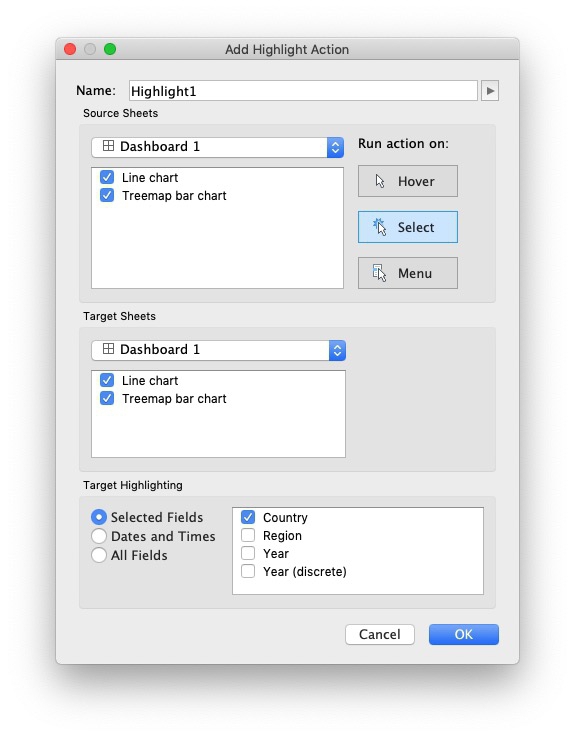 Add Highlight Action
Name: Highlight1
Source Sheets
Dashboard 1
Run action on:
Line chart
Treemap bar chart
Hover
Select
Menu
Target Sheets
Dashboard 1
Line chart
Treemap bar chart
Target Highlighting
Selected Fields
Dates and Times
All Fields
Country
Region
Year
Year (discrete)
Cancel
OK